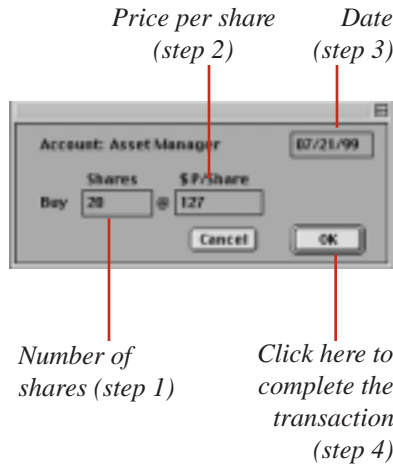 Price per share
(step 2)
Date
(step 3)
Account: Asset Manager
07/21/99
Shares
$ P/Share
Buy 20 @ 127
Cancel
OK
Number of
shares (step 1)
Click here to
complete the
transaction
(step 4)